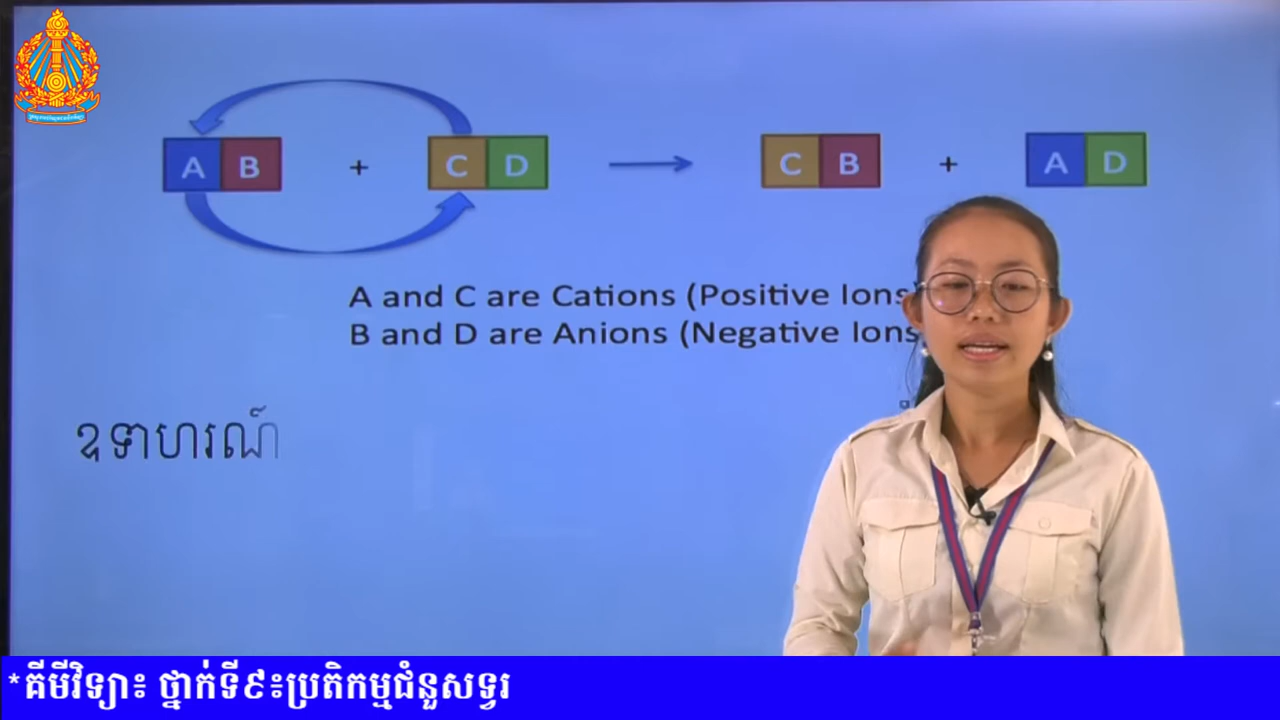 A B + C D → C B + A D
A and C are Cations (Positive Ions)
B and D are Anions (Negative Ions
ឧទាហរណ៍
*គីមីវិទ្យា៖ ថ្នាក់ទី៩៖ប្រតិកម្មជំនួសទ្វេរ